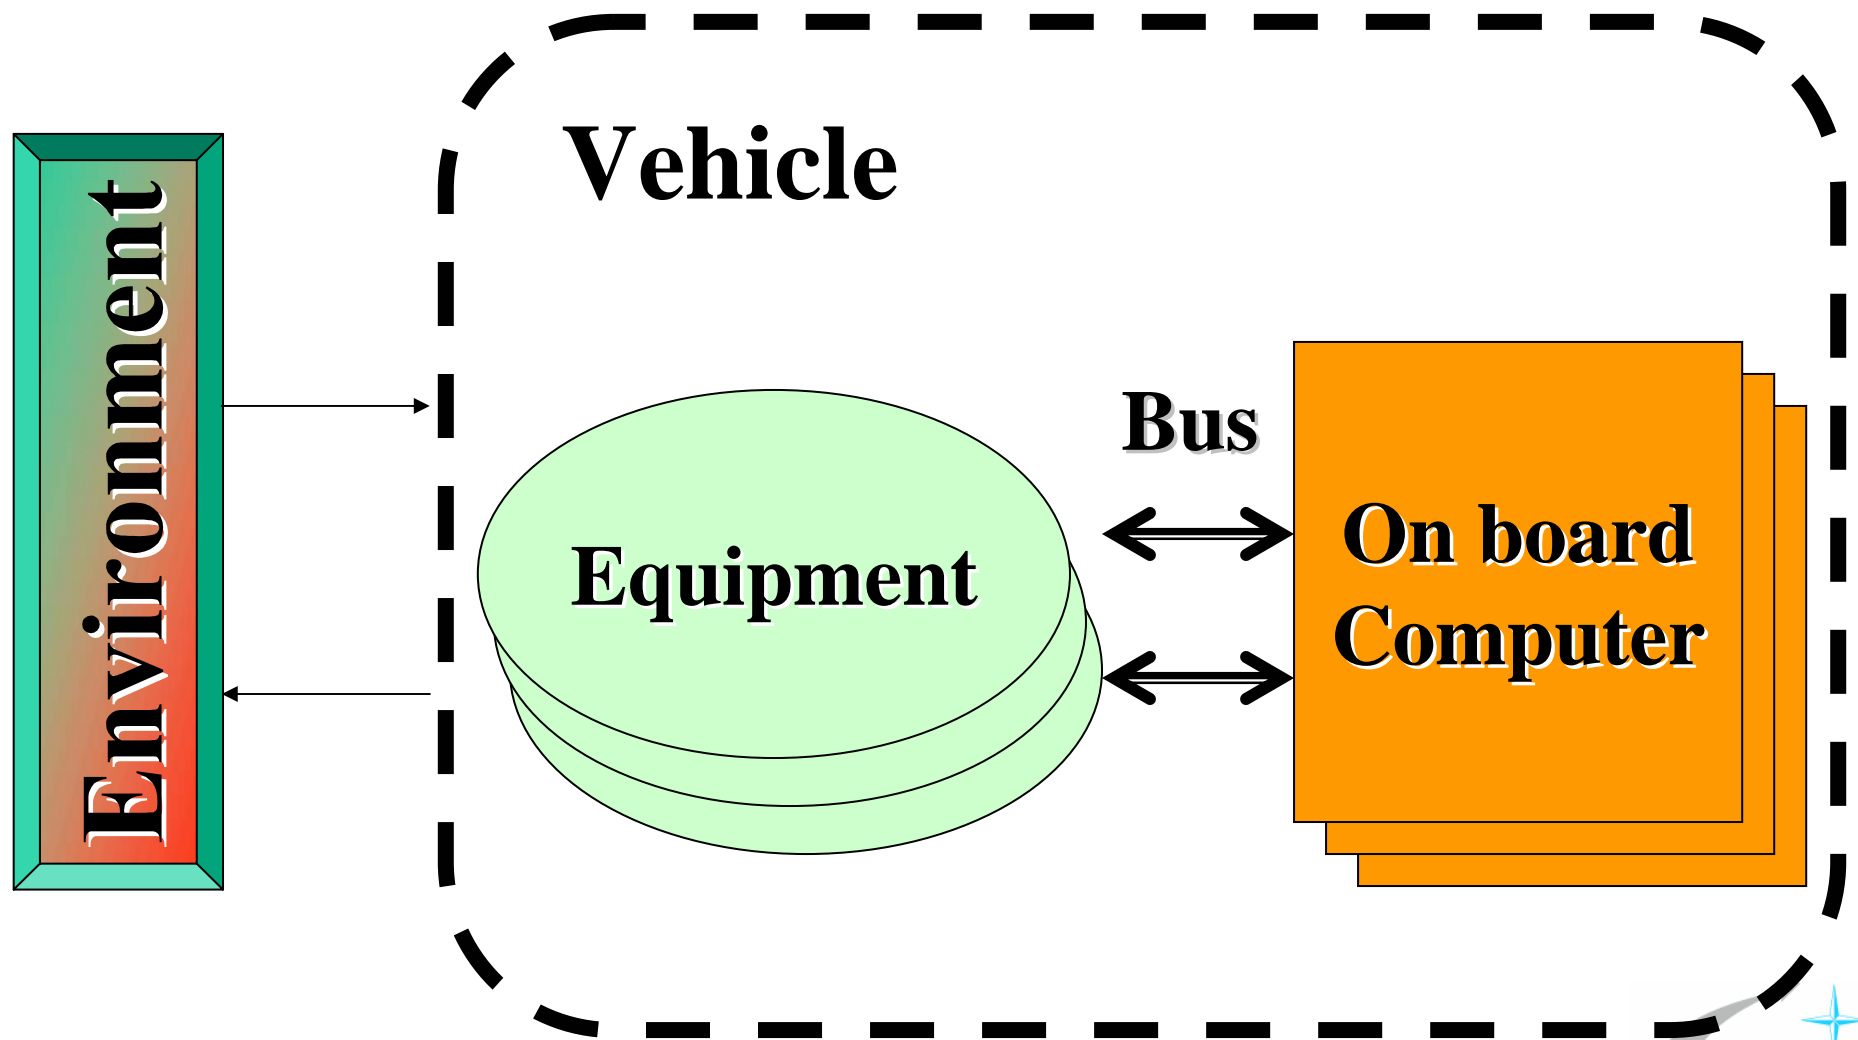 Vehicle
Environment
Bus
Equipment
On board
Computer